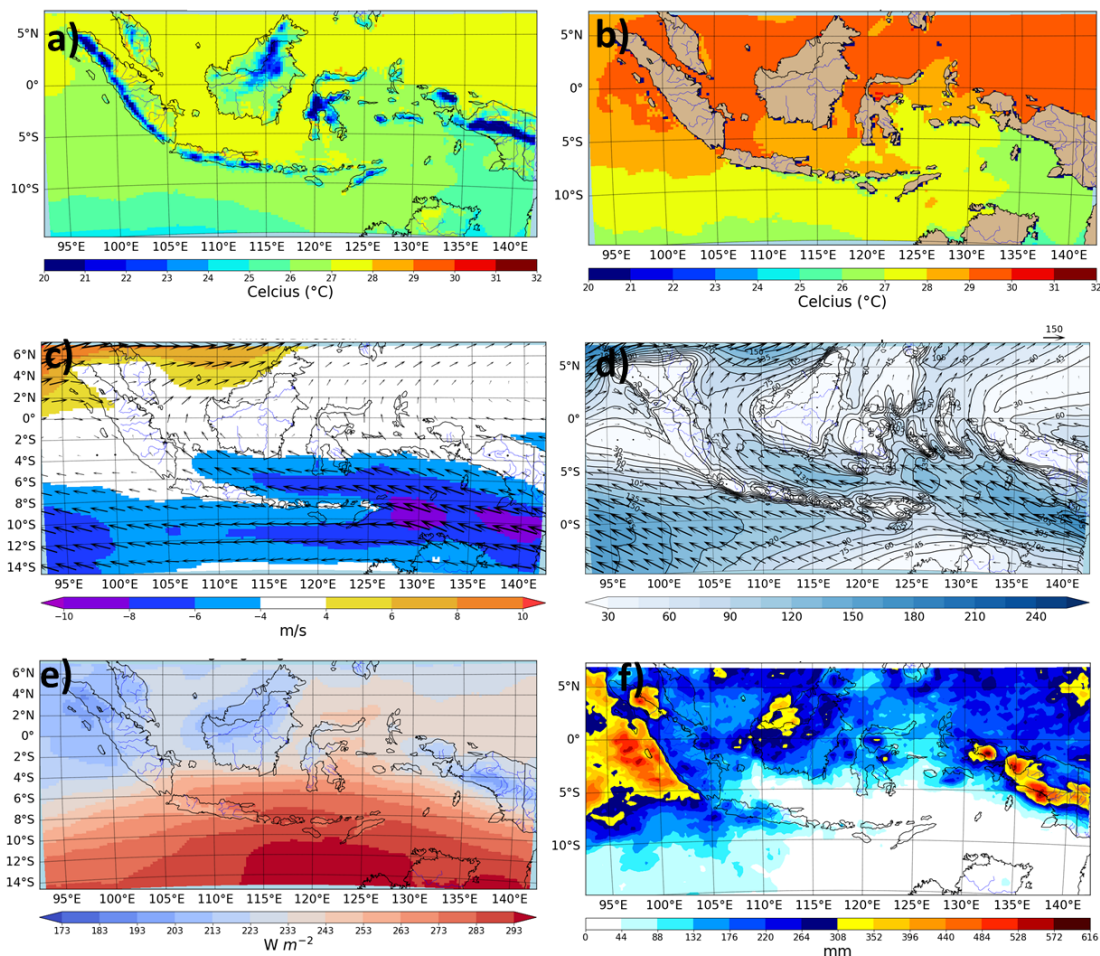 a)
5°N
0°
5°S
10°S
95°E 100°E 105°E 110°E 115°E 120°E 125°E 130°E 135°E 140°E
20 21 22 23 24 25 26 27 28 29 30 31 32
Celcius (°C)
b)
5°N
0°
5°S
10°S
95°E 100°E 105°E 110°E 115°E 120°E 125°E 130°E 135°E 140°E
20 21 22 23 24 25 26 27 28 29 30 31 32
Celcius (°C)
c)
6°N
4°N
2°N
0°
2°S
4°S
6°S
8°S
10°S
12°S
14°S
95°E 100°E 105°E 110°E 115°E 120°E 125°E 130°E 135°E 140°E
−10 −8 −6 −4 4 6 8 10
m/s
150
d)
5°N
0°
5°S
0°S
95°E 100°E 105°E 110°E 115°E 120°E 125°E 130°E 135°E 140°E
30 60 90 120 150 180 210 240
e)
6°N
4°N
2°N
0°
2°S
4°S
6°S
8°S
10°S
12°S
14°S
95°E 100°E 105°E 110°E 115°E 120°E 125°E 130°E 135°E 140°E
173 183 193 203 213 223 233 243 253 263 273 283 293
W m⁻²
f)
5°N
0°
5°S
10°S
95°E 100°E 105°E 110°E 115°E 120°E 125°E 130°E 135°E 140°E
0 44 88 132 176 220 264 308 352 396 440 484 528 572 616
mm